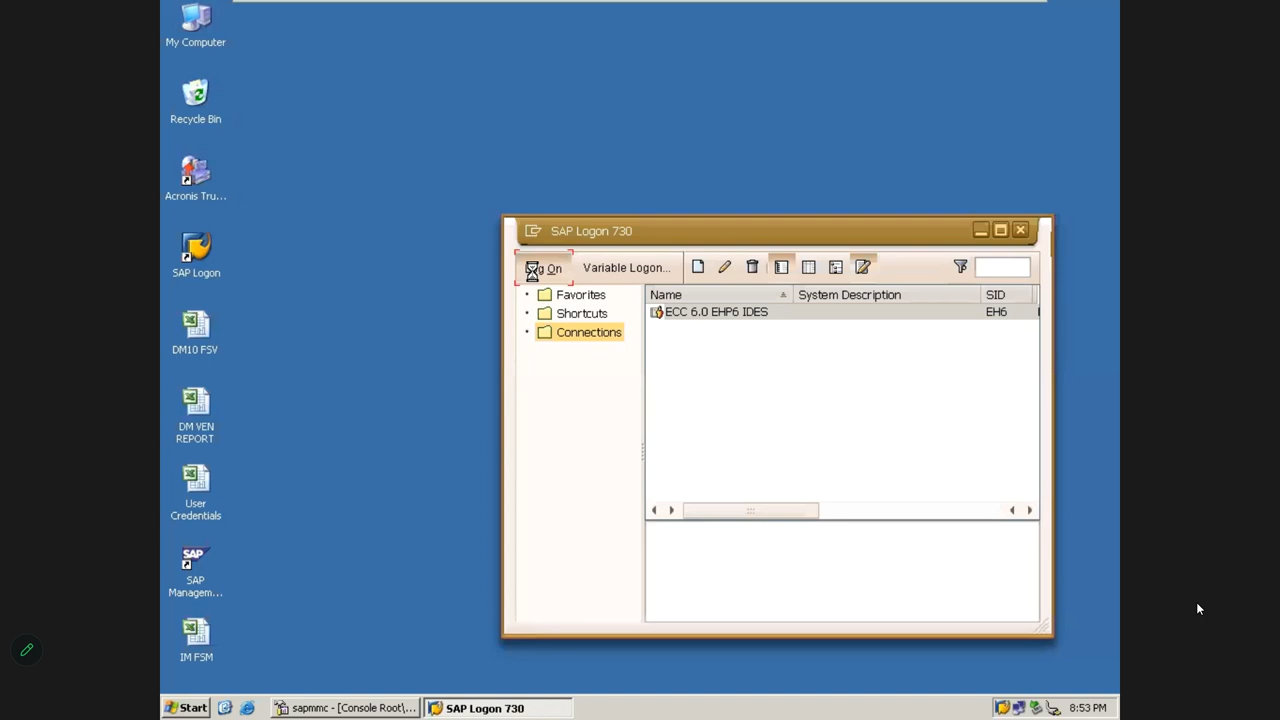 My Computer
Recycle Bin
Acronis Tru...
SAP Logon
DM10 FSV
DM VEN
REPORT
User
Credentials
SAP
Managem...
IM FSM
SAP Logon 730
Log On
Variable Logon...
Favorites
Shortcuts
Connections
Name
System Description
SID
ECC 6.0 EHP6 IDES
EH6
Start
sapmmc - [Console Root\...
SAP Logon 730
8:53 PM